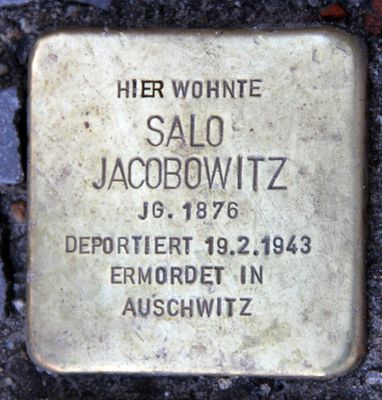 HIER WOHNTE
SALO
JACOBOWITZ
JG. 1876
DEPORTIERT 19.2.1943
ERMORDET IN
AUSCHWITZ